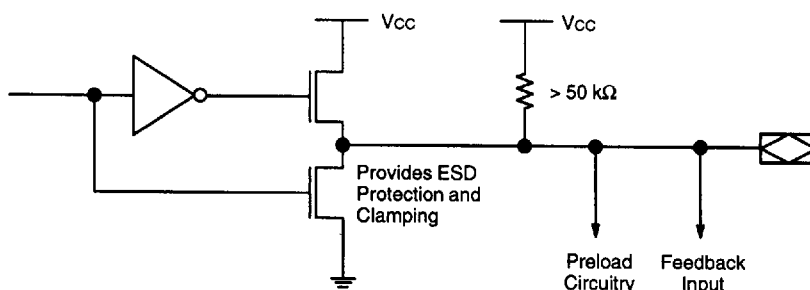 Vcc
Vcc
> 50 kΩ
Provides ESD
Protection and
Clamping
Preload
Circuitry
Feedback
Input